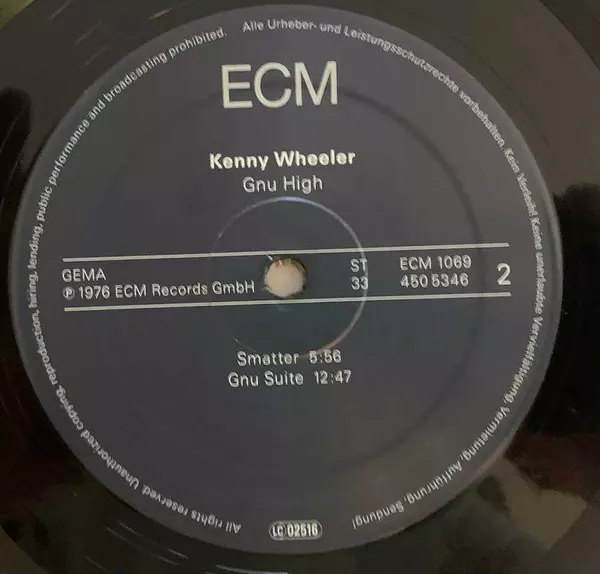 ECM
Kenny Wheeler
Gnu High
GEMA
℗ 1976 ECM Records GmbH
ST
33
ECM 1069
450 5346
2
Smatter 5:56
Gnu Suite 12:47
All rights reserved. Unauthorized copying, reproduction, hiring, lending, public performance and broadcasting prohibited.
Alle Urheber- und Leistungsschutzrechte vorbehalten. Kein Verleih! Keine unerlaubte Vervielfältigung, Vermietung, Aufführung, Sendung!
LC 02516